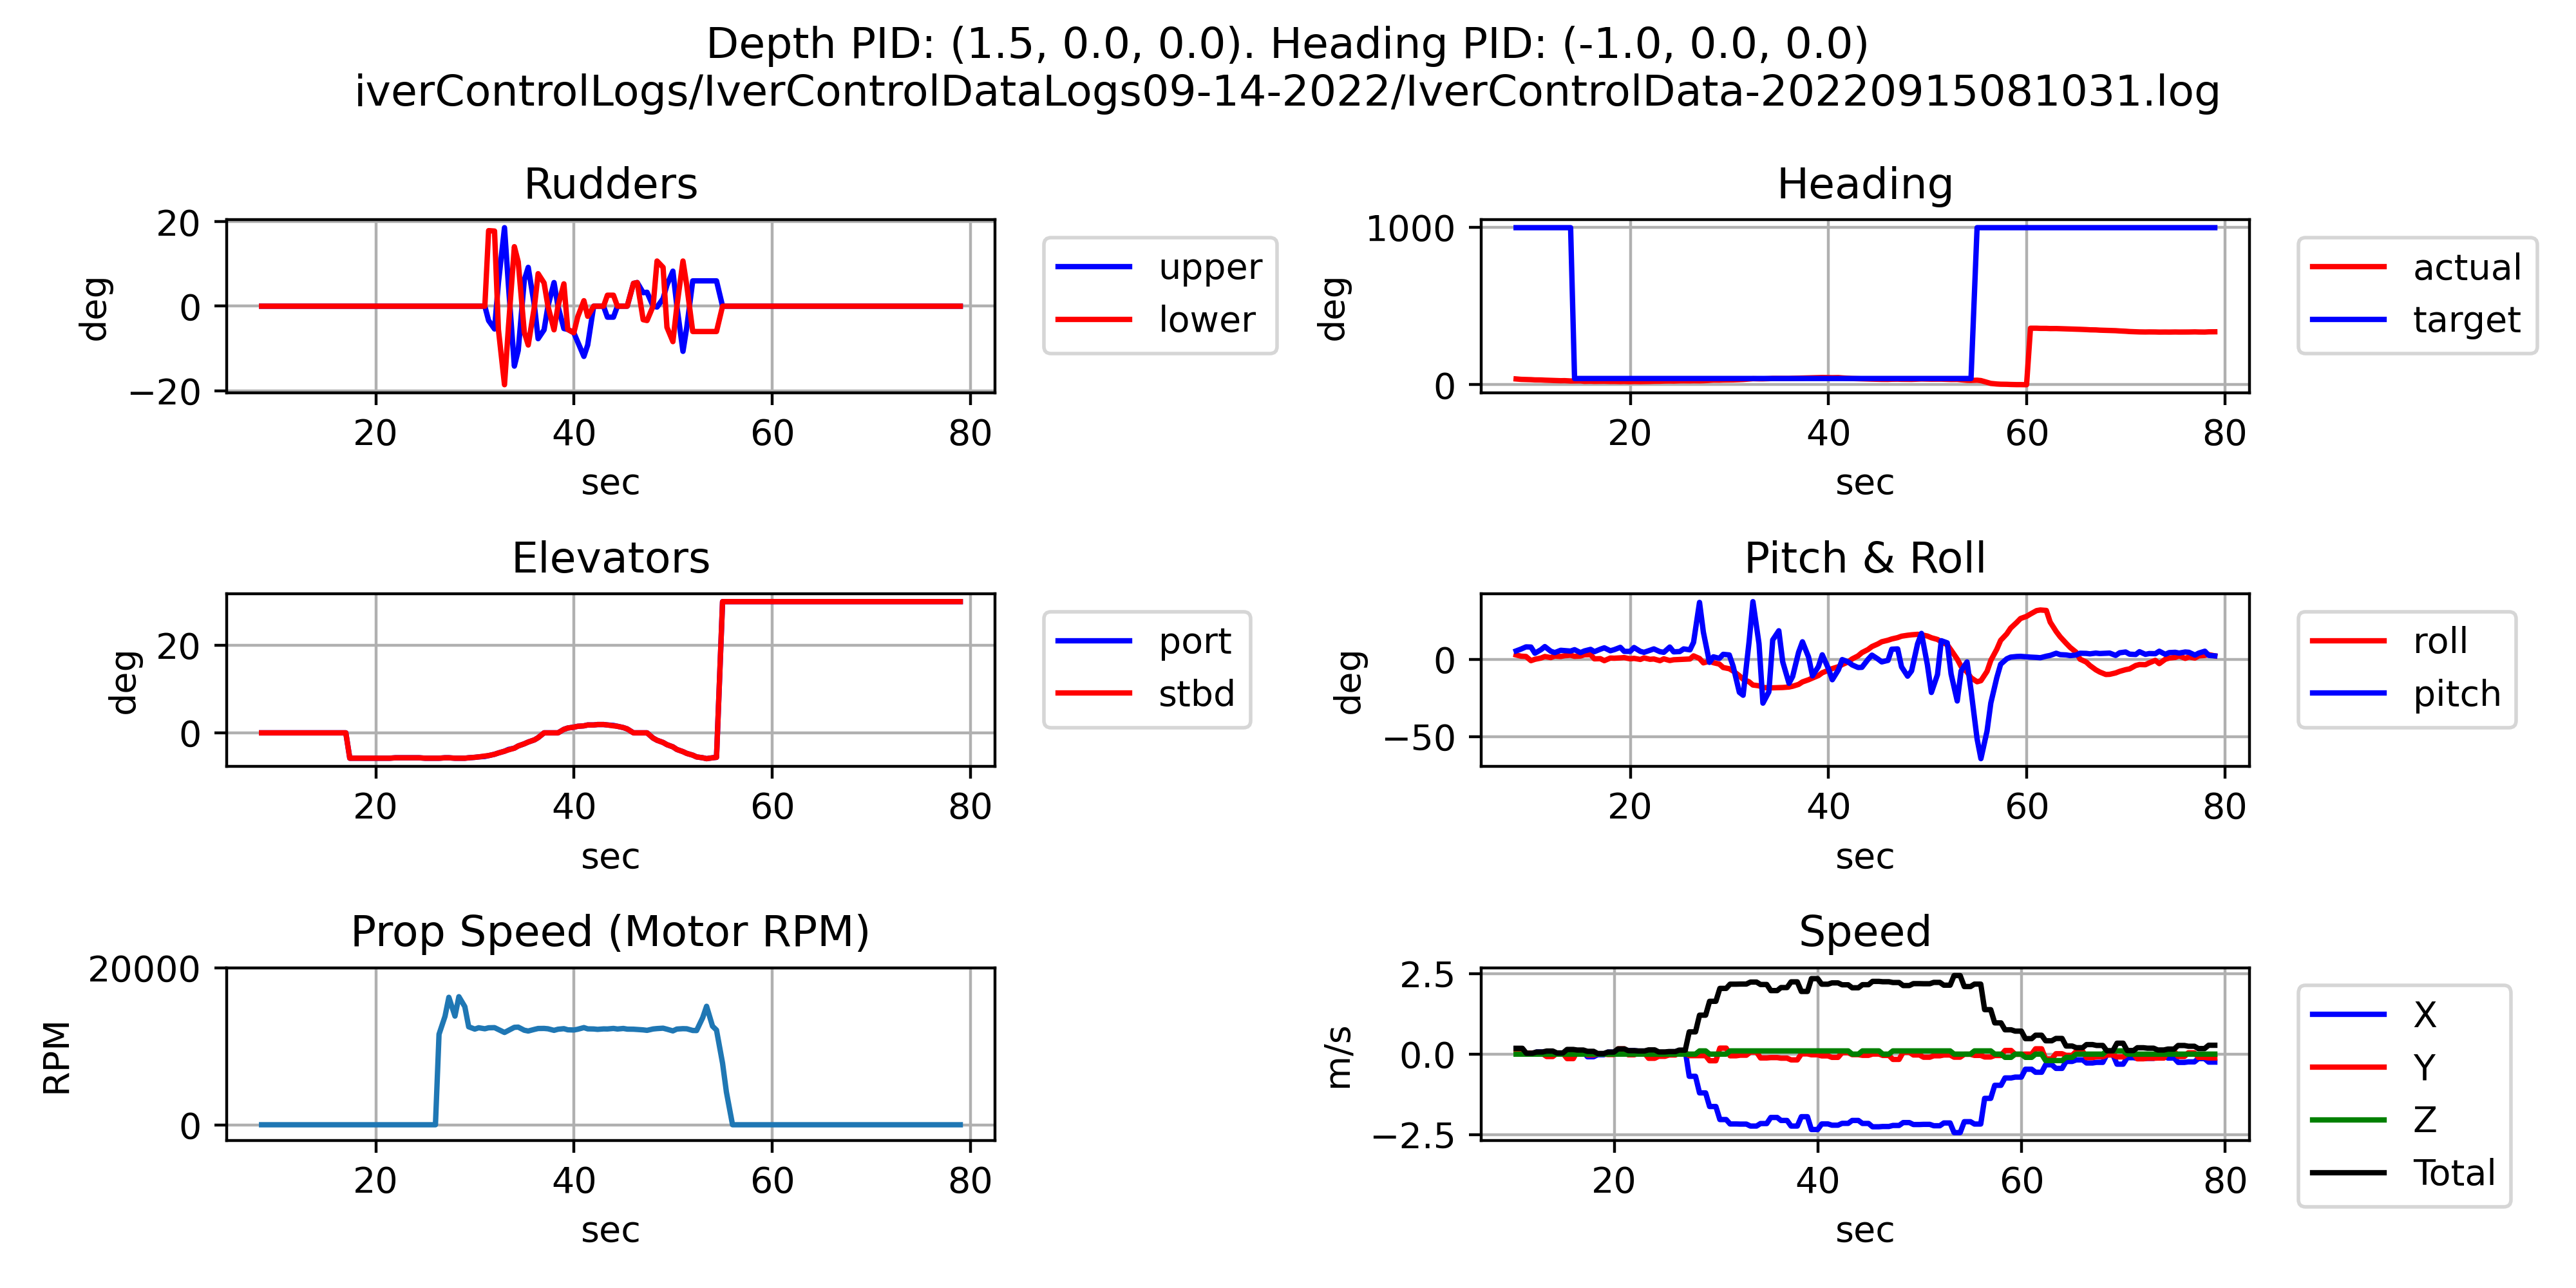 Depth PID: (1.5, 0.0, 0.0). Heading PID: (-1.0, 0.0, 0.0)
iverControlLogs/IverControlDataLogs09-14-2022/IverControlData-20220915081031.log
Rudders
20
0
−20
deg
20 40 60 80
sec
upper
lower
Heading
1000
0
deg
20 40 60 80
sec
actual
target
Elevators
20
0
deg
20 40 60 80
sec
port
stbd
Pitch & Roll
0
−50
deg
20 40 60 80
sec
roll
pitch
Prop Speed (Motor RPM)
20000
0
RPM
20 40 60 80
sec
Speed
2.5
0.0
−2.5
m/s
20 40 60 80
sec
X
Y
Z
Total